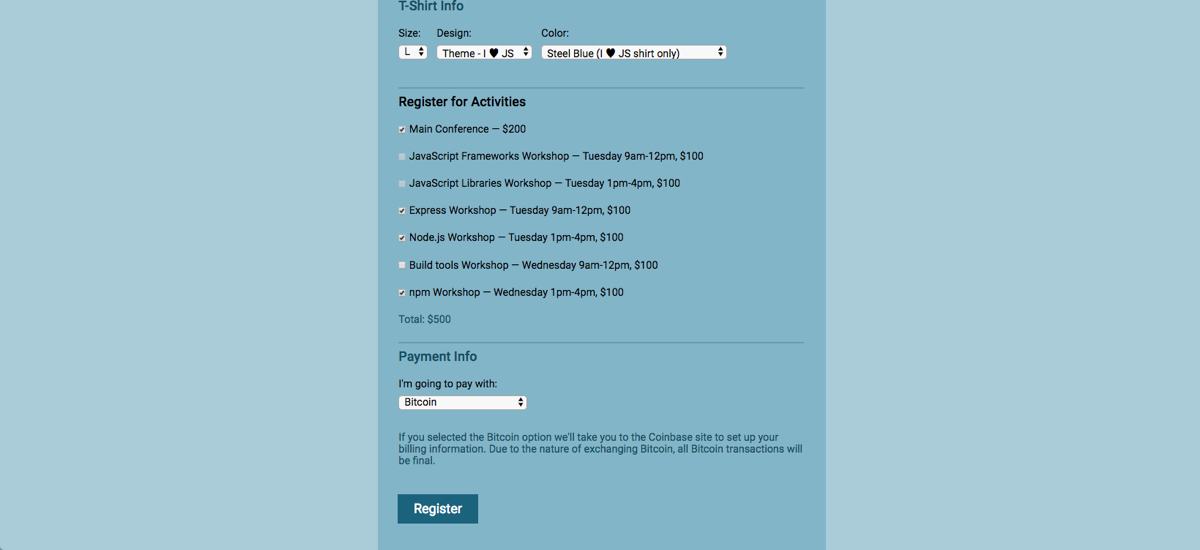 T-Shirt Info
Size: Design: Color:
L Theme - I ♥ JS Steel Blue (I ♥ JS shirt only)
Register for Activities
Main Conference — $200
JavaScript Frameworks Workshop — Tuesday 9am-12pm, $100
JavaScript Libraries Workshop — Tuesday 1pm-4pm, $100
Express Workshop — Tuesday 9am-12pm, $100
Node.js Workshop — Tuesday 1pm-4pm, $100
Build tools Workshop — Wednesday 9am-12pm, $100
npm Workshop — Wednesday 1pm-4pm, $100
Total: $500
Payment Info
I'm going to pay with:
Bitcoin
If you selected the Bitcoin option we'll take you to the Coinbase site to set up your
billing information. Due to the nature of exchanging Bitcoin, all Bitcoin transactions will
be final.
Register